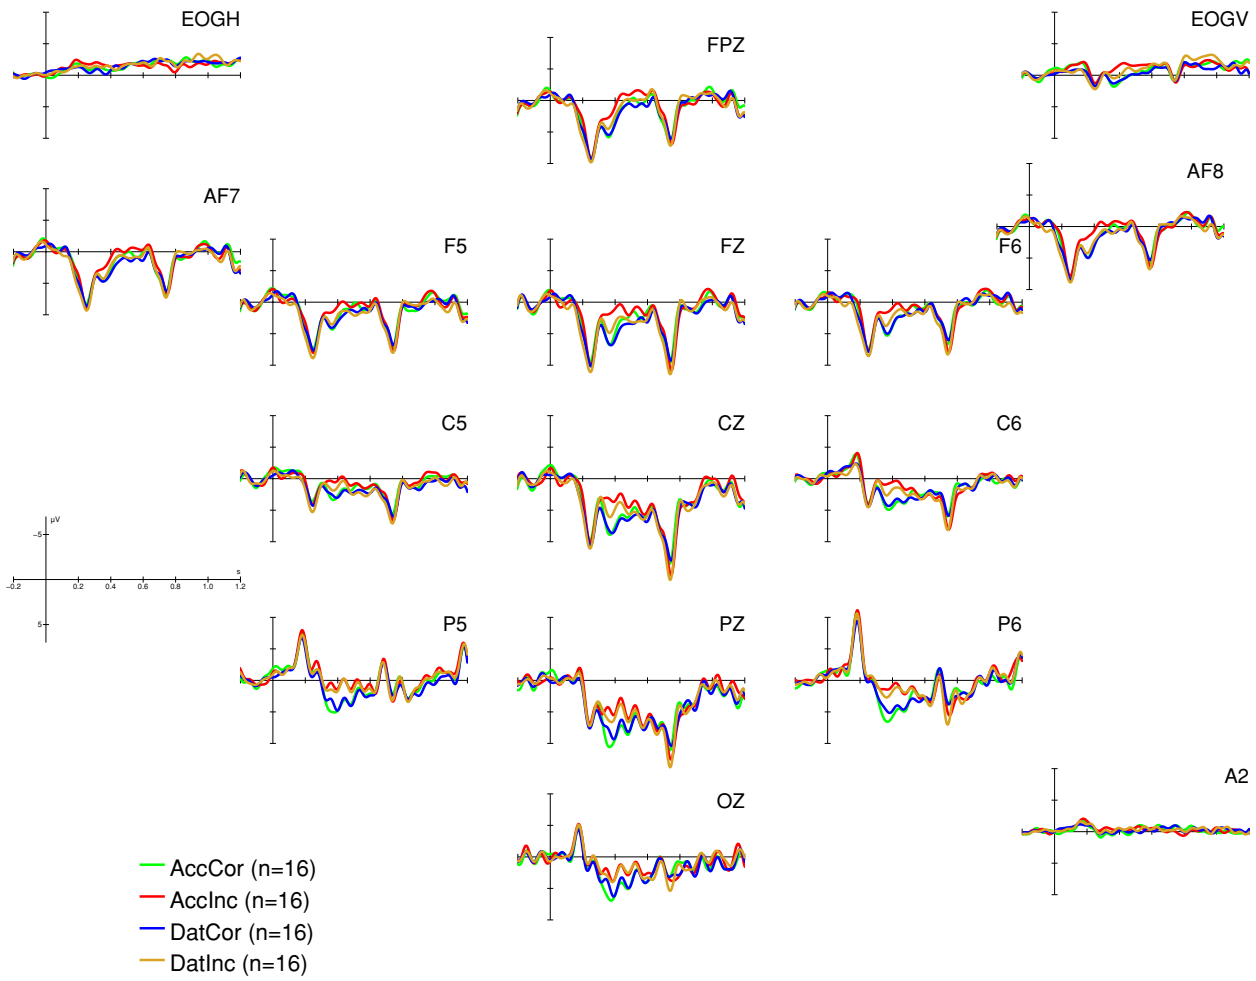 EOGH
EOGV
FPZ
AF7
AF8
F5
FZ
F6
C5
CZ
C6
µV
−5
s
−0.2
0.2
0.4
0.6
0.8
1.0
1.2
5
P5
PZ
P6
A2
OZ
AccCor (n=16)
AccInc (n=16)
DatCor (n=16)
DatInc (n=16)